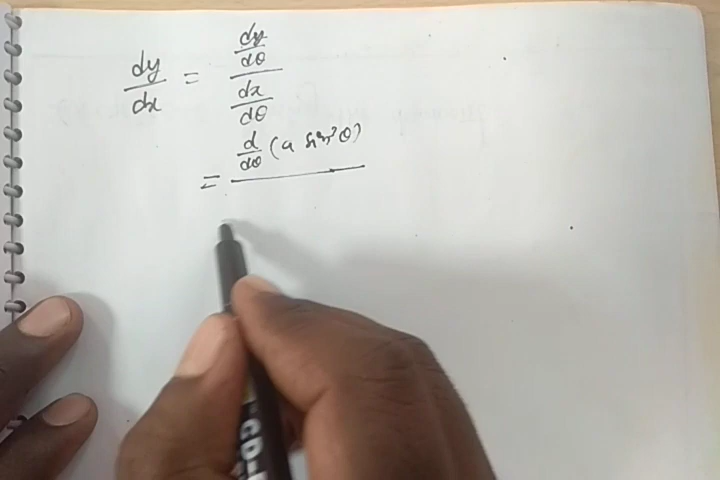 dy/dx = (dy/dθ)/(dx/dθ)
= d/dθ (a sin³θ)